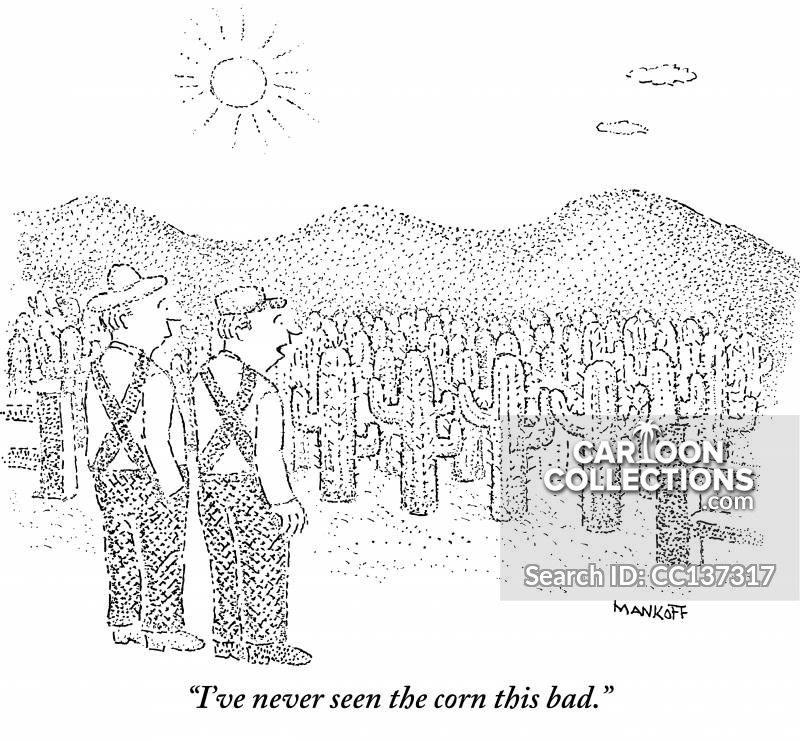 CARTOON
COLLECTIONS
.com
Search ID: CC137317
MANKOFF
“I’ve never seen the corn this bad.”